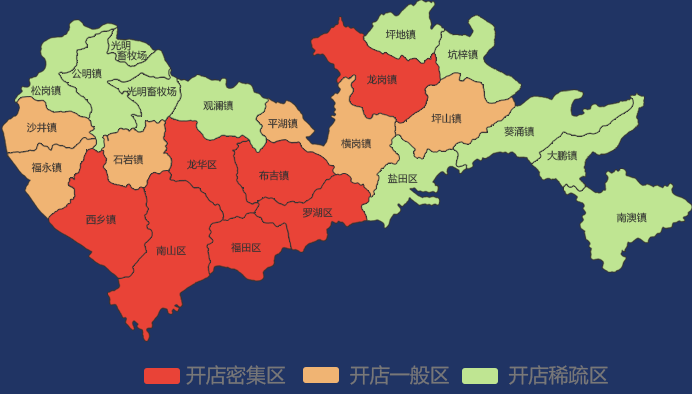 光明
畜牧场
坪地镇
坑梓镇
公明镇
龙岗镇
松岗镇
光明畜牧场
观澜镇
平湖镇
坪山镇
沙井镇
葵涌镇
横岗镇
石岩镇
大鹏镇
福永镇
龙华区
布吉镇
盐田区
西乡镇
罗湖区
南澳镇
南山区
福田区
开店密集区
开店一般区
开店稀疏区